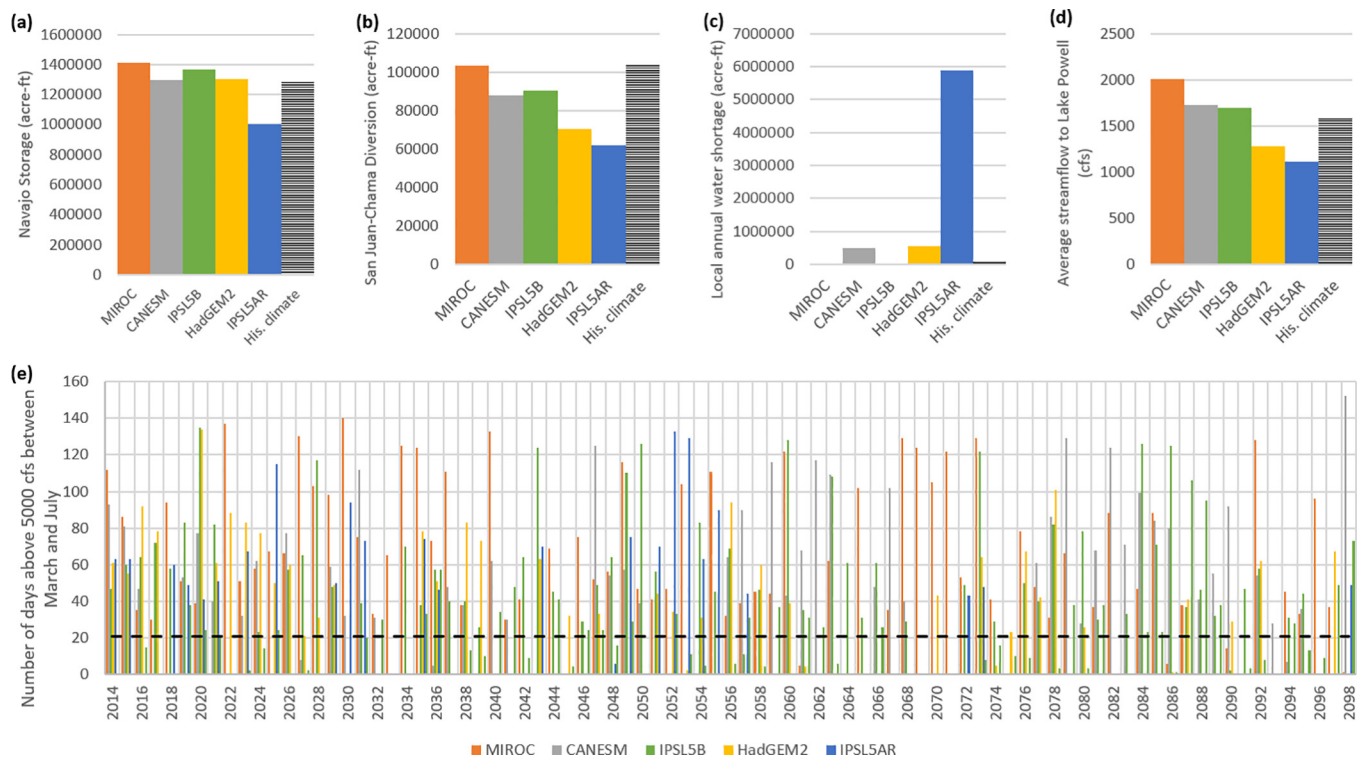 (a)
Navajo Storage (acre-ft)
1600000
1400000
1200000
1000000
800000
600000
400000
200000
0
MIROC
CANESM
IPSL5B
HadGEM2
IPSL5AR
His. climate
(b)
San Juan-Chama Diversion (acre-ft)
120000
100000
80000
60000
40000
20000
0
MIROC
CANESM
IPSL5B
HadGEM2
IPSL5AR
His. climate
(c)
Local annual water shortage (acre-ft)
7000000
6000000
5000000
4000000
3000000
2000000
1000000
0
MIROC
CANESM
IPSL5B
HadGEM2
IPSL5AR
His. climate
(d)
Average streamflow to Lake Powell
(cfs)
2500
2000
1500
1000
500
0
MIROC
CANESM
IPSL5B
HadGEM2
IPSL5AR
His. climate
(e)
Number of days above 5000 cfs between
March and July
160
140
120
100
80
60
40
20
0
2014 2016 2018 2020 2022 2024 2026 2028 2030 2032 2034 2036 2038 2040 2042 2044 2046 2048 2050 2052 2054 2056 2058 2060 2062 2064 2066 2068 2070 2072 2074 2076 2078 2080 2082 2084 2086 2088 2090 2092 2094 2096 2098
MIROC CANESM IPSL5B HadGEM2 IPSL5AR